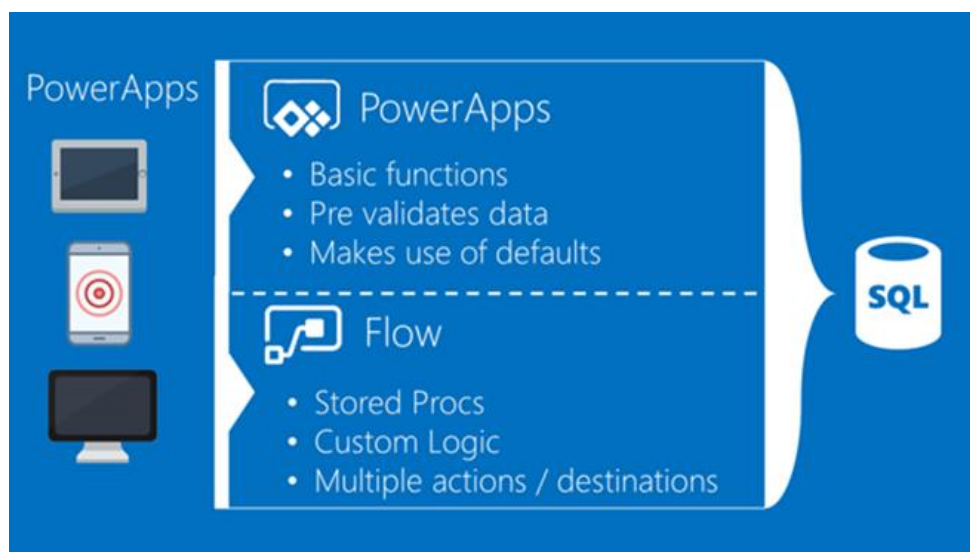 PowerApps
PowerApps
• Basic functions
• Pre validates data
• Makes use of defaults
Flow
• Stored Procs
• Custom Logic
• Multiple actions / destinations
SQL